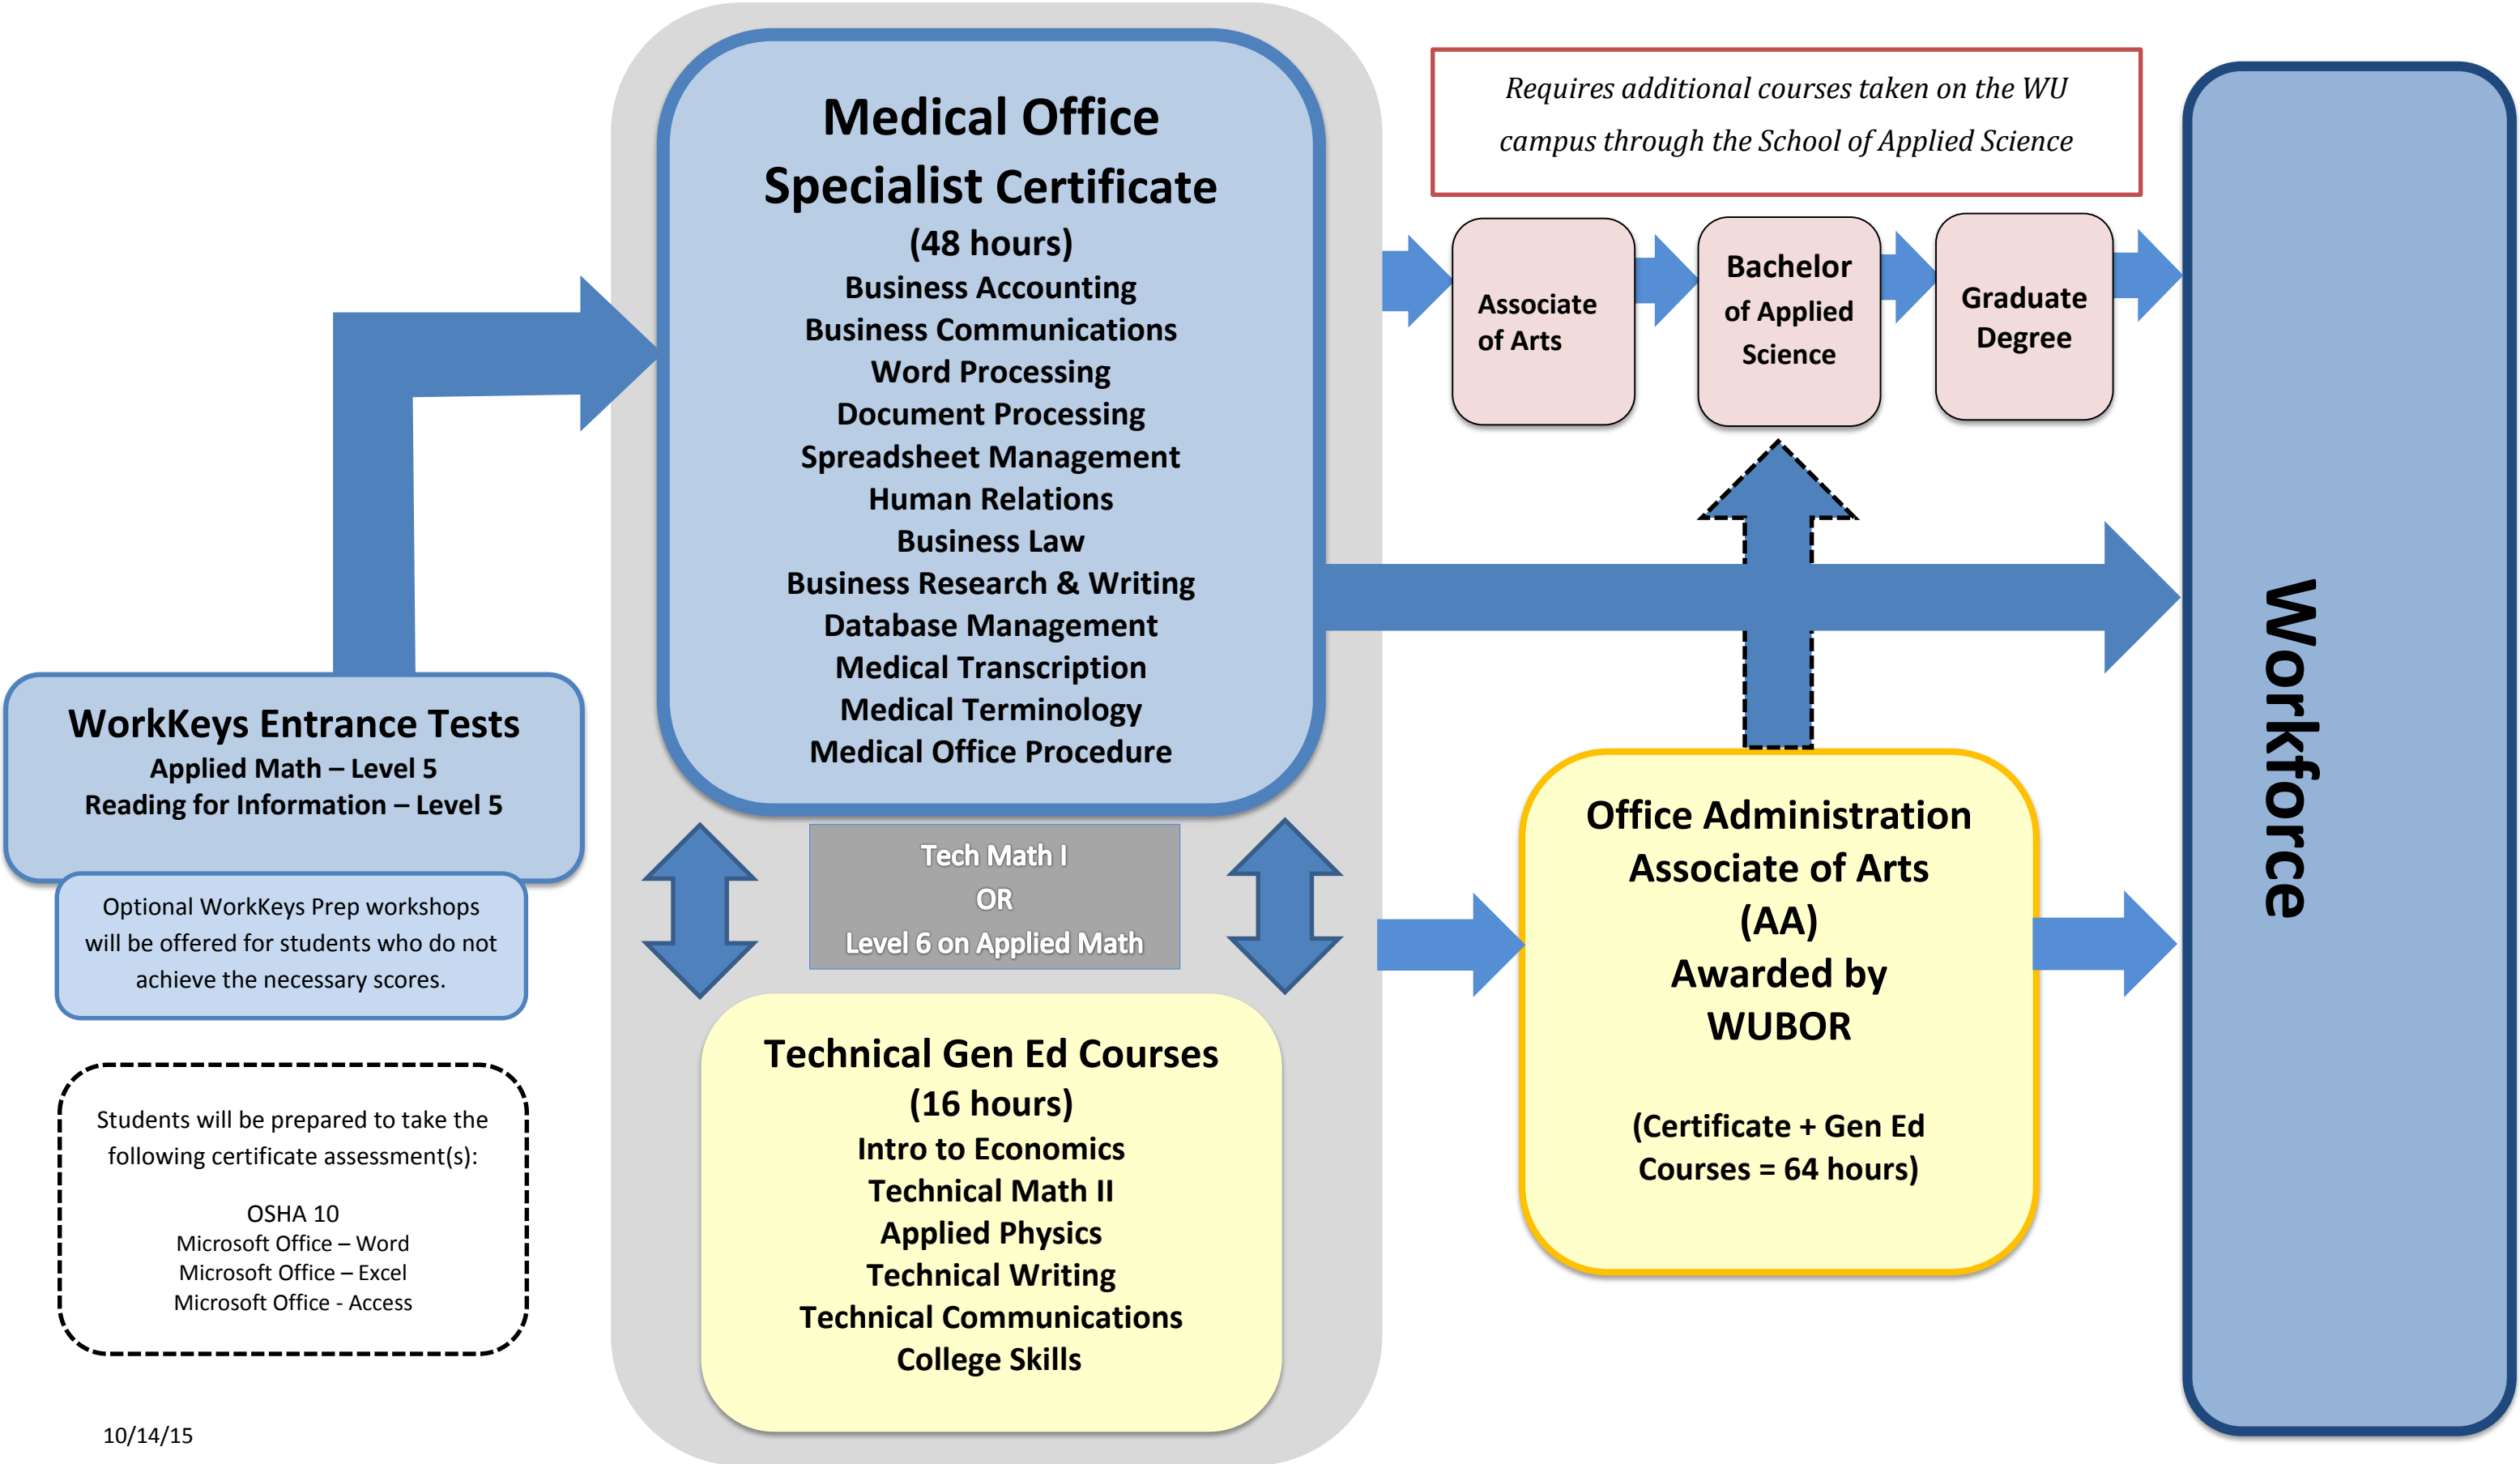 Medical Office
Specialist Certificate
(48 hours)
Business Accounting
Business Communications
Word Processing
Document Processing
Spreadsheet Management
Human Relations
Business Law
Business Research & Writing
Database Management
Medical Transcription
Medical Terminology
Medical Office Procedure
Requires additional courses taken on the WU
campus through the School of Applied Science
Associate
of Arts
Bachelor
of Applied
Science
Graduate
Degree
Workforce
WorkKeys Entrance Tests
Applied Math – Level 5
Reading for Information – Level 5
Optional WorkKeys Prep workshops
will be offered for students who do not
achieve the necessary scores.
Students will be prepared to take the
following certificate assessment(s):
OSHA 10
Microsoft Office – Word
Microsoft Office – Excel
Microsoft Office - Access
Tech Math I
OR
Level 6 on Applied Math
Technical Gen Ed Courses
(16 hours)
Intro to Economics
Technical Math II
Applied Physics
Technical Writing
Technical Communications
College Skills
Office Administration
Associate of Arts
(AA)
Awarded by
WUBOR
(Certificate + Gen Ed
Courses = 64 hours)
10/14/15